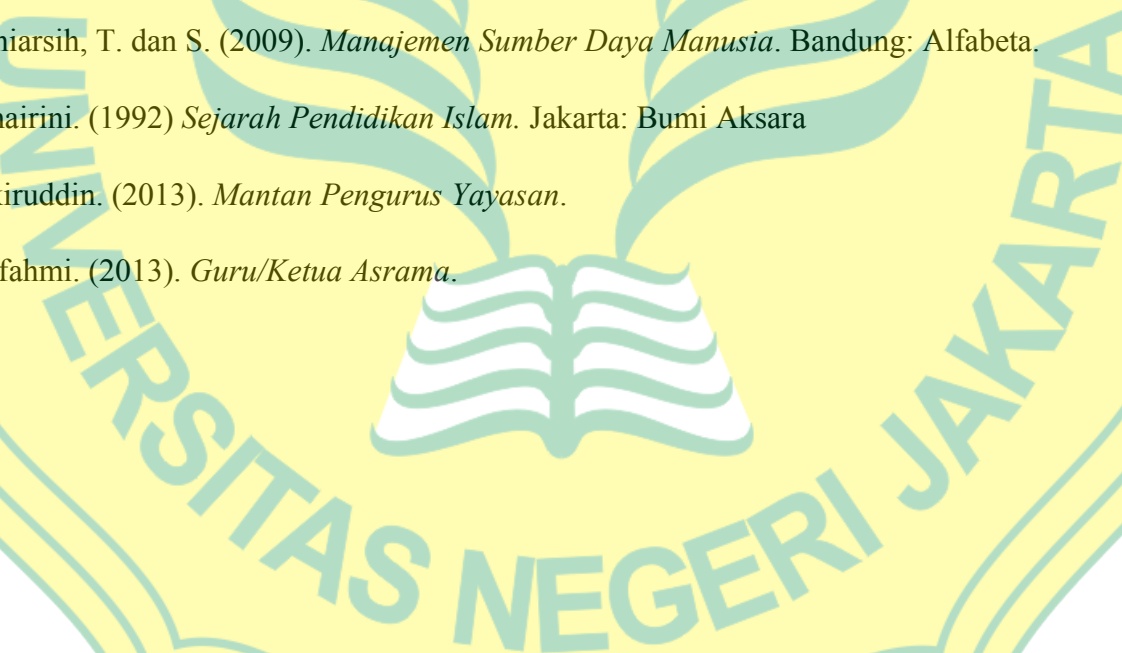 niarsih, T. dan S. (2009). Manajemen Sumber Daya Manusia. Bandung: Alfabeta.
nairini. (1992) Sejarah Pendidikan Islam. Jakarta: Bumi Aksara
kiruddin. (2013). Mantan Pengurus Yayasan.
fahmi. (2013). Guru/Ketua Asrama.
UNIVERSITAS NEGERI JAKARTA